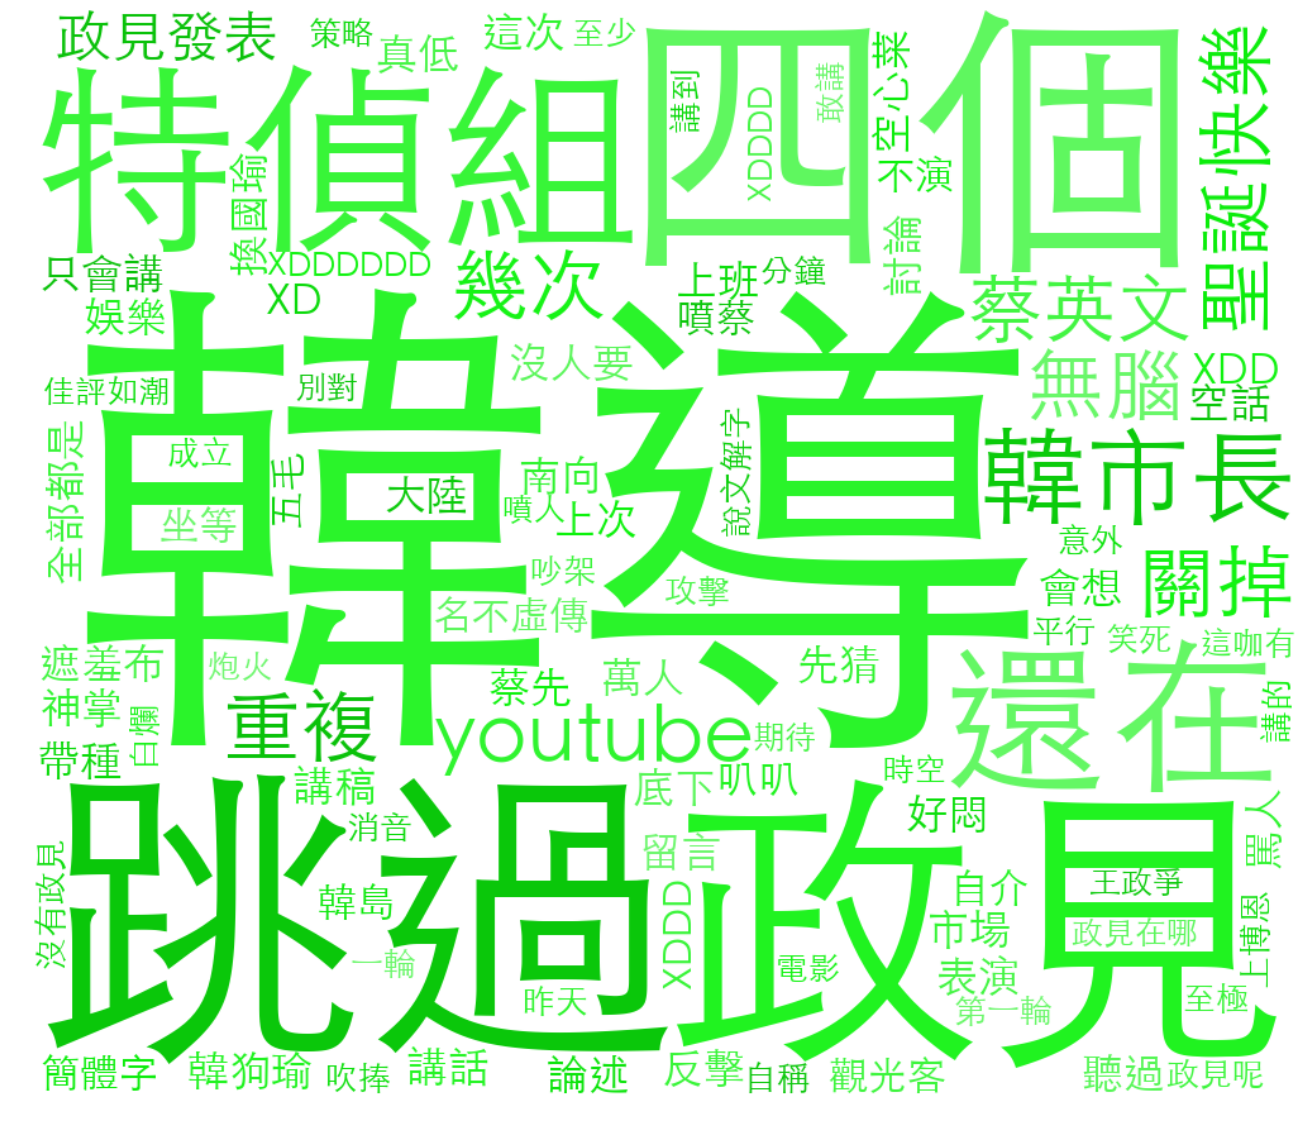 政見發表
策略
真低
這次
至少
特偵組
四個
講到
XDDDD
敢講
空心菜
不演
聖誕快樂
換國瑜
只會講
XDDDDDD
XD
娛樂
幾次
上班
分鐘
噴蔡
討論
蔡英文
無腦
XDD
空話
韓導
沒人要
佳評如潮
別對
成立
五毛
大陸
坐等
全部都是
南向
噴人
上次
說文解字
韓市長
意外
關掉
會想
吵架
攻擊
名不虛傳
平行
笑死
這咖有
遮羞布
炮火
神掌
白爛
帶種
重複
蔡先
萬人
先猜
youtube
期待
還在
講的
講稿
底下
叭叭
時空
好悶
跳過
政見
消音
留言
罵人
沒有政見
韓島
一輪
XDDD
自介
王政爭
市場
政見在哪
上博恩
電影
表演
昨天
第一輪
至極
簡體字
韓狗瑜
吹捧
講話
論述
反擊
自稱
觀光客
聽過
政見呢